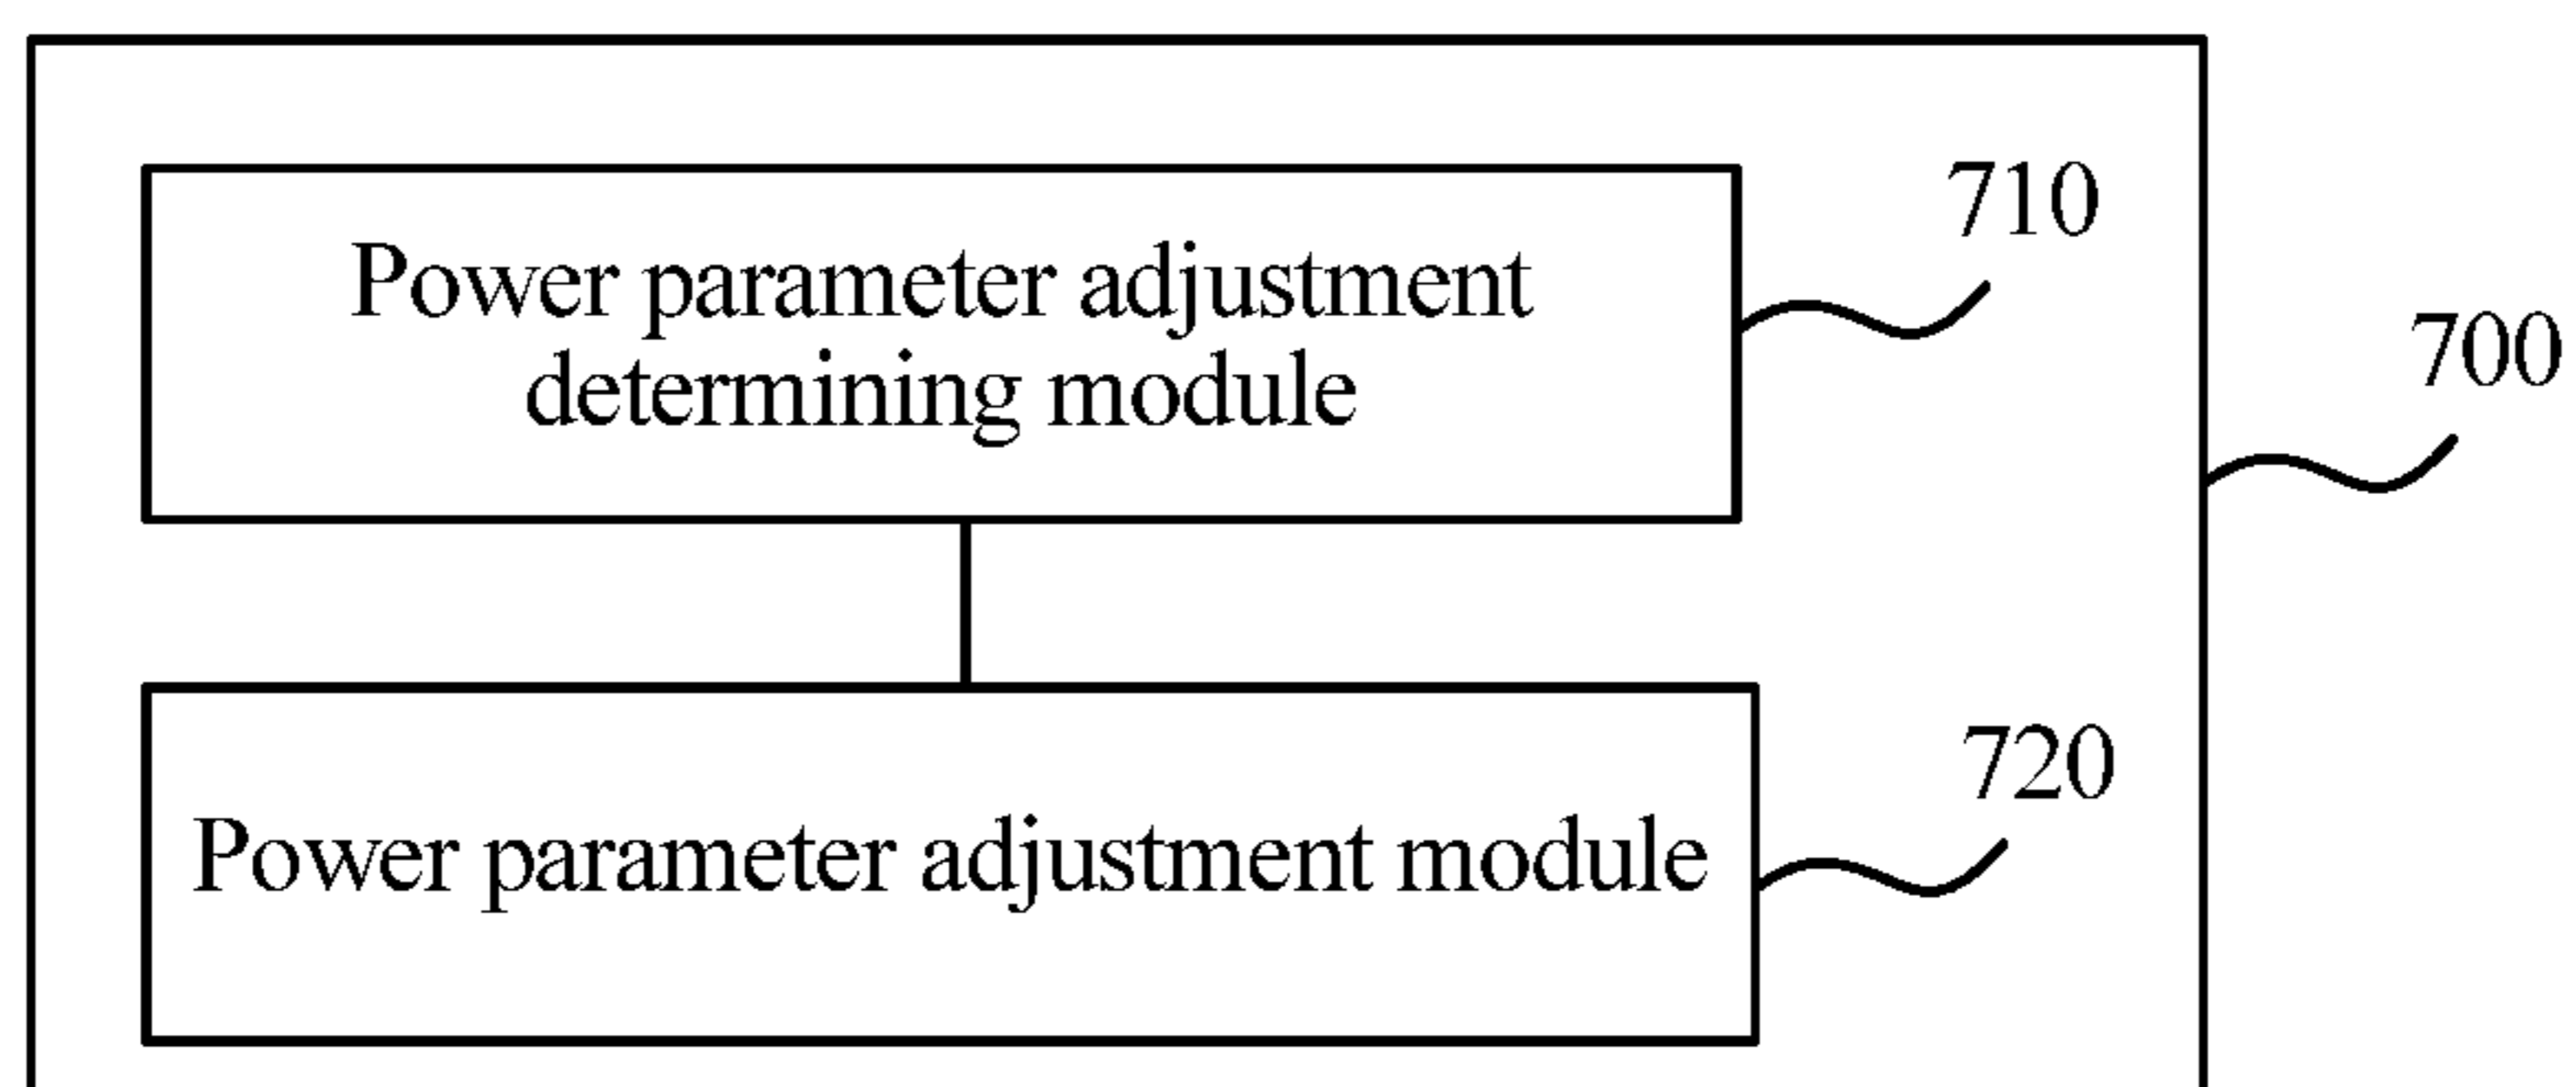 710
Power parameter adjustment
determining module
700
720
Power parameter adjustment module